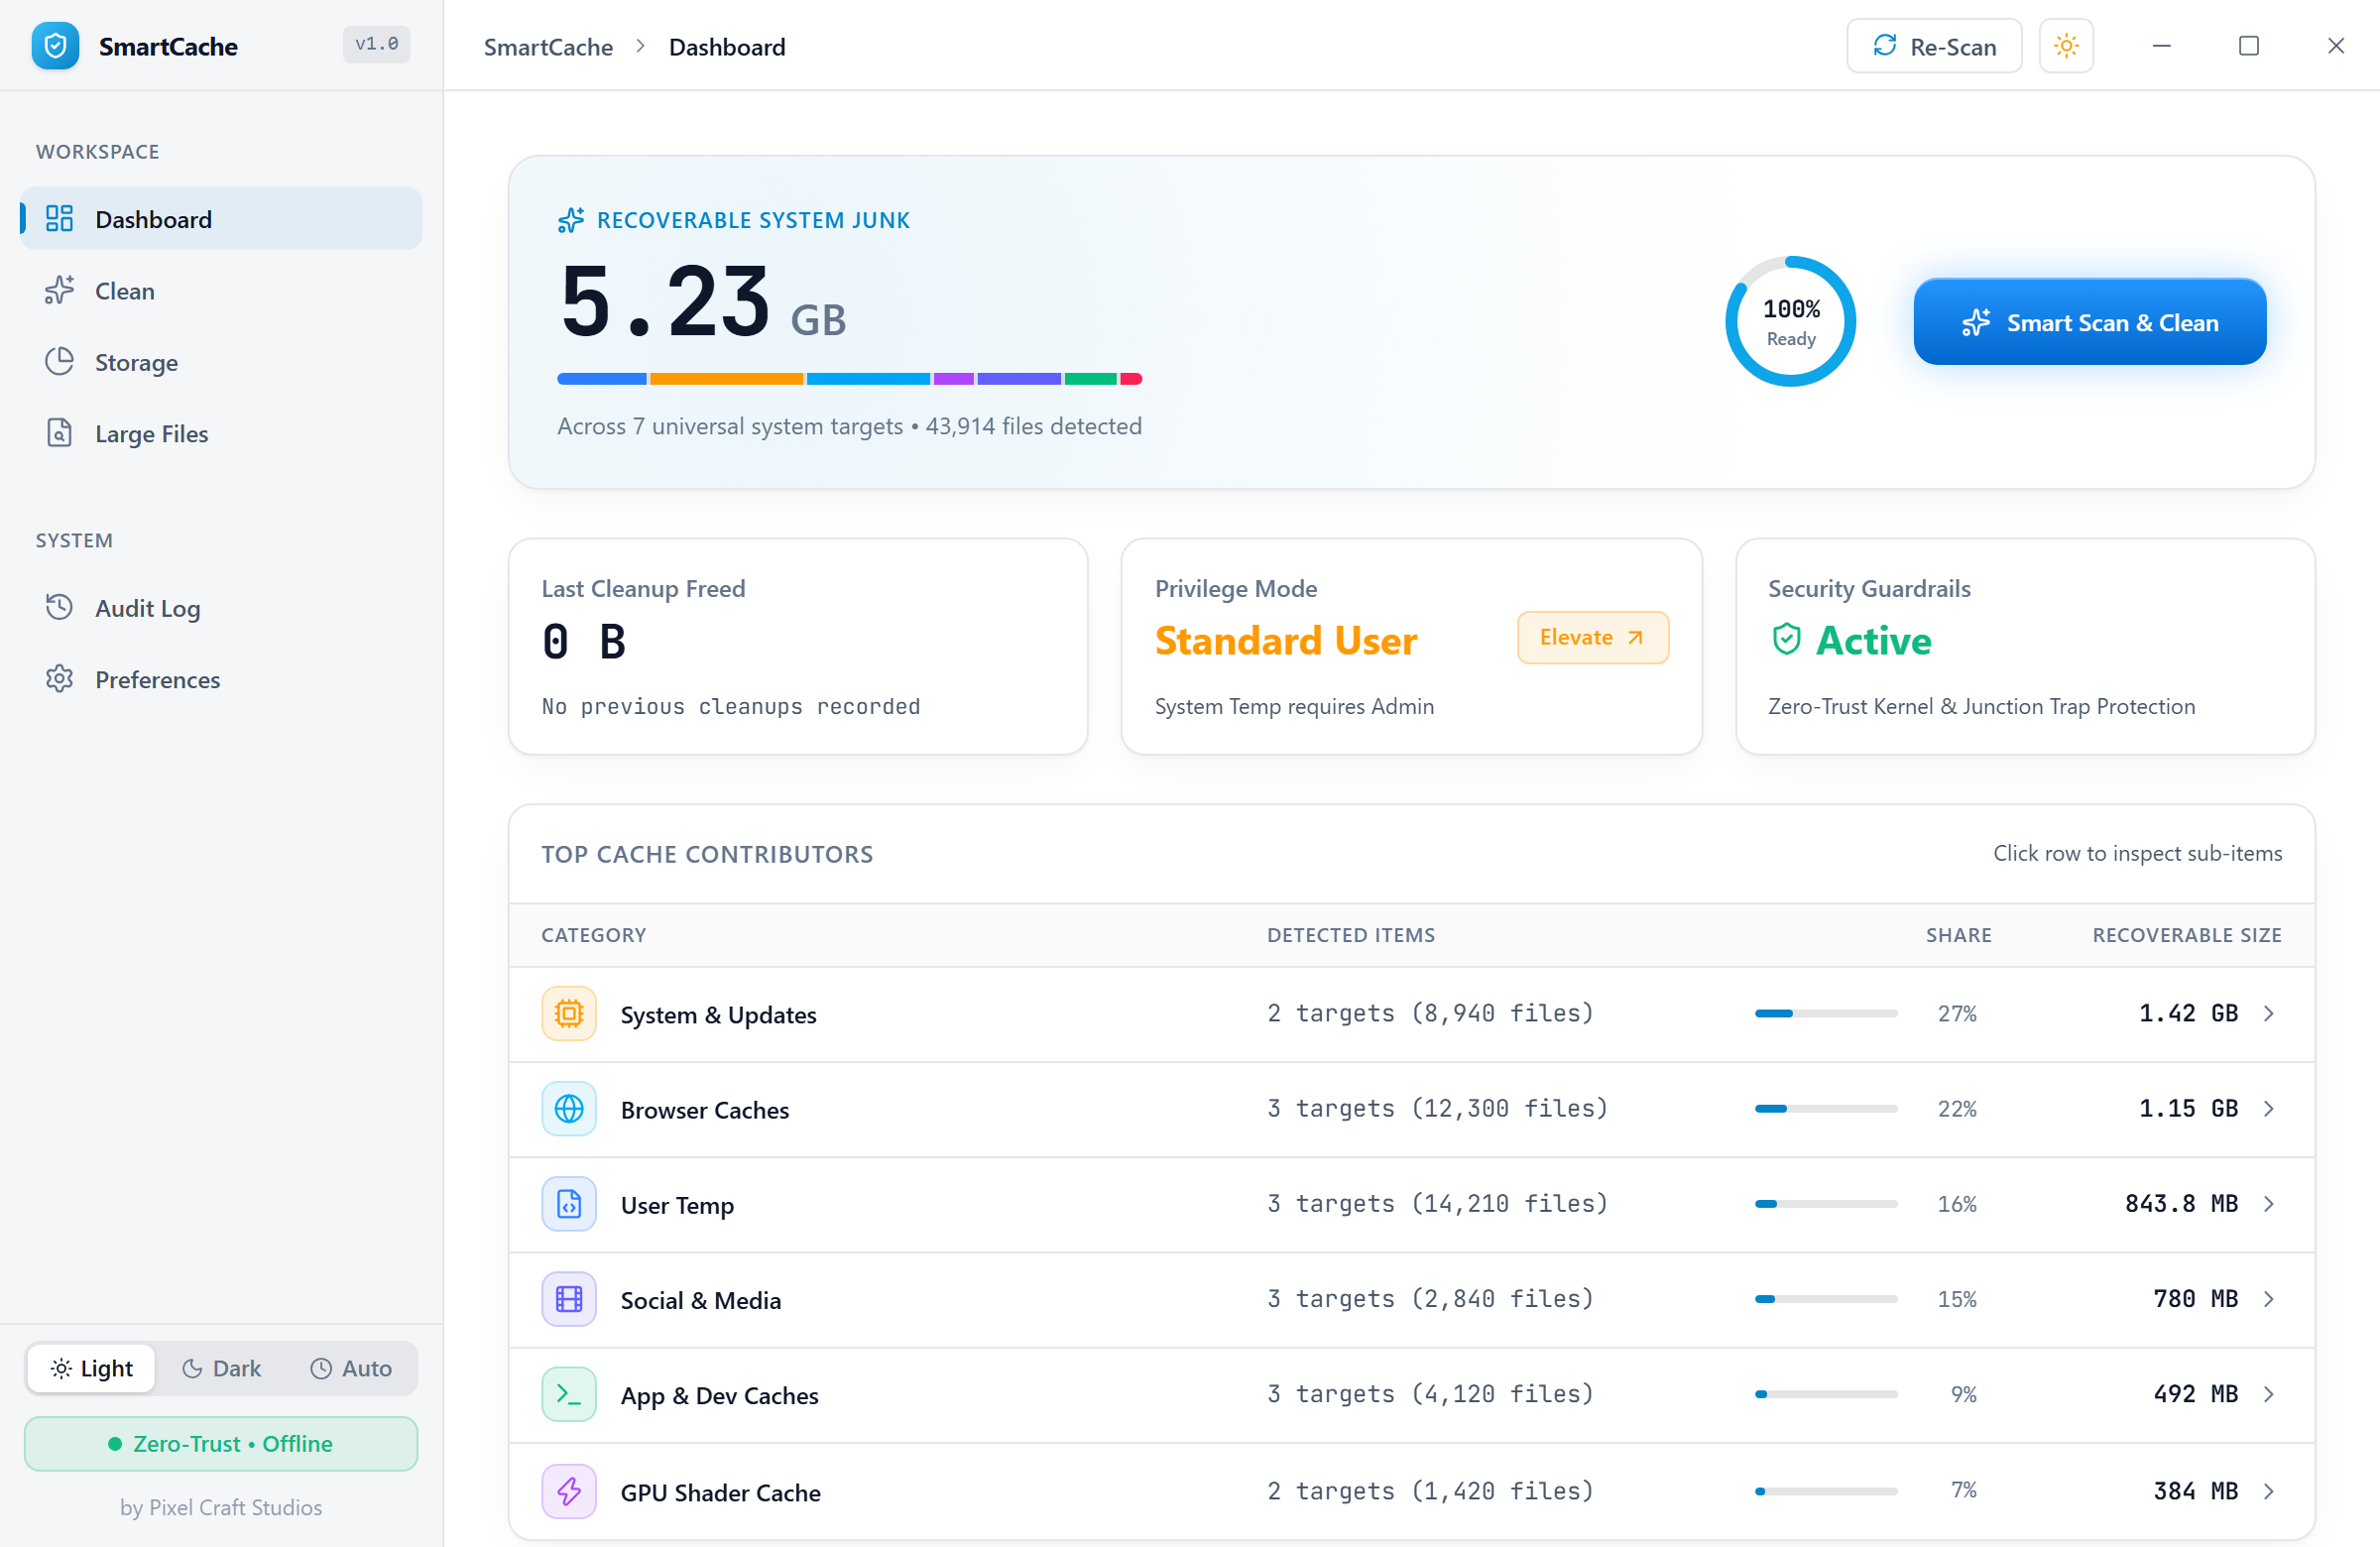 SmartCache
v1.0
SmartCache > Dashboard
Re-Scan
WORKSPACE
Dashboard
Clean
Storage
Large Files
SYSTEM
Audit Log
Preferences
Light
Dark
Auto
Zero-Trust • Offline
by Pixel Craft Studios
RECOVERABLE SYSTEM JUNK
5.23 GB
Across 7 universal system targets • 43,914 files detected
100%
Ready
Smart Scan & Clean
Last Cleanup Freed
0 B
No previous cleanups recorded
Privilege Mode
Standard User
Elevate
System Temp requires Admin
Security Guardrails
Active
Zero-Trust Kernel & Junction Trap Protection
TOP CACHE CONTRIBUTORS
Click row to inspect sub-items
CATEGORY DETECTED ITEMS SHARE RECOVERABLE SIZE
System & Updates 2 targets (8,940 files) 27% 1.42 GB
Browser Caches 3 targets (12,300 files) 22% 1.15 GB
User Temp 3 targets (14,210 files) 16% 843.8 MB
Social & Media 3 targets (2,840 files) 15% 780 MB
App & Dev Caches 3 targets (4,120 files) 9% 492 MB
GPU Shader Cache 2 targets (1,420 files) 7% 384 MB